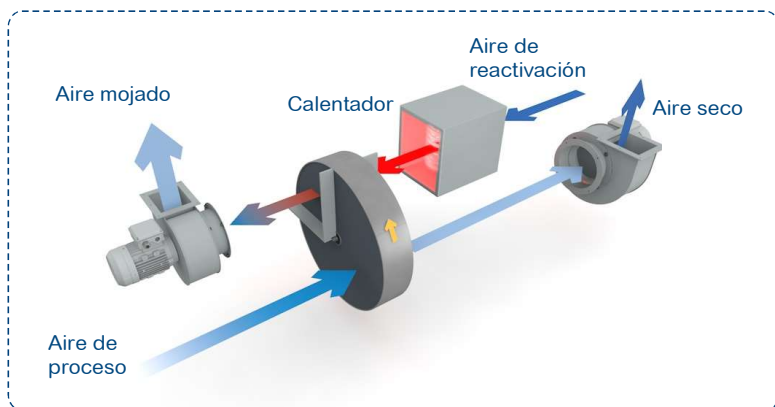 Aire de
reactivación
Aire mojado
Calentador
Aire seco
Aire de
proceso